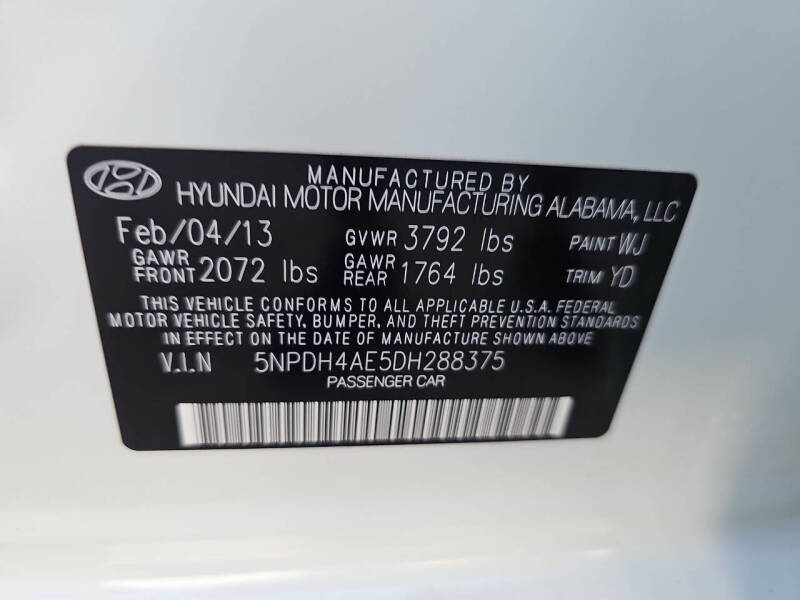 MANUFACTURED BY
HYUNDAI MOTOR MANUFACTURING ALABAMA, LLC
Feb/04/13 GVWR 3792 lbs PAINT WJ
GAWR FRONT 2072 lbs GAWR REAR 1764 lbs TRIM YD
THIS VEHICLE CONFORMS TO ALL APPLICABLE U.S.A. FEDERAL
MOTOR VEHICLE SAFETY, BUMPER, AND THEFT PREVENTION STANDARDS
IN EFFECT ON THE DATE OF MANUFACTURE SHOWN ABOVE
V.I.N 5NPDH4AE5DH288375
PASSENGER CAR